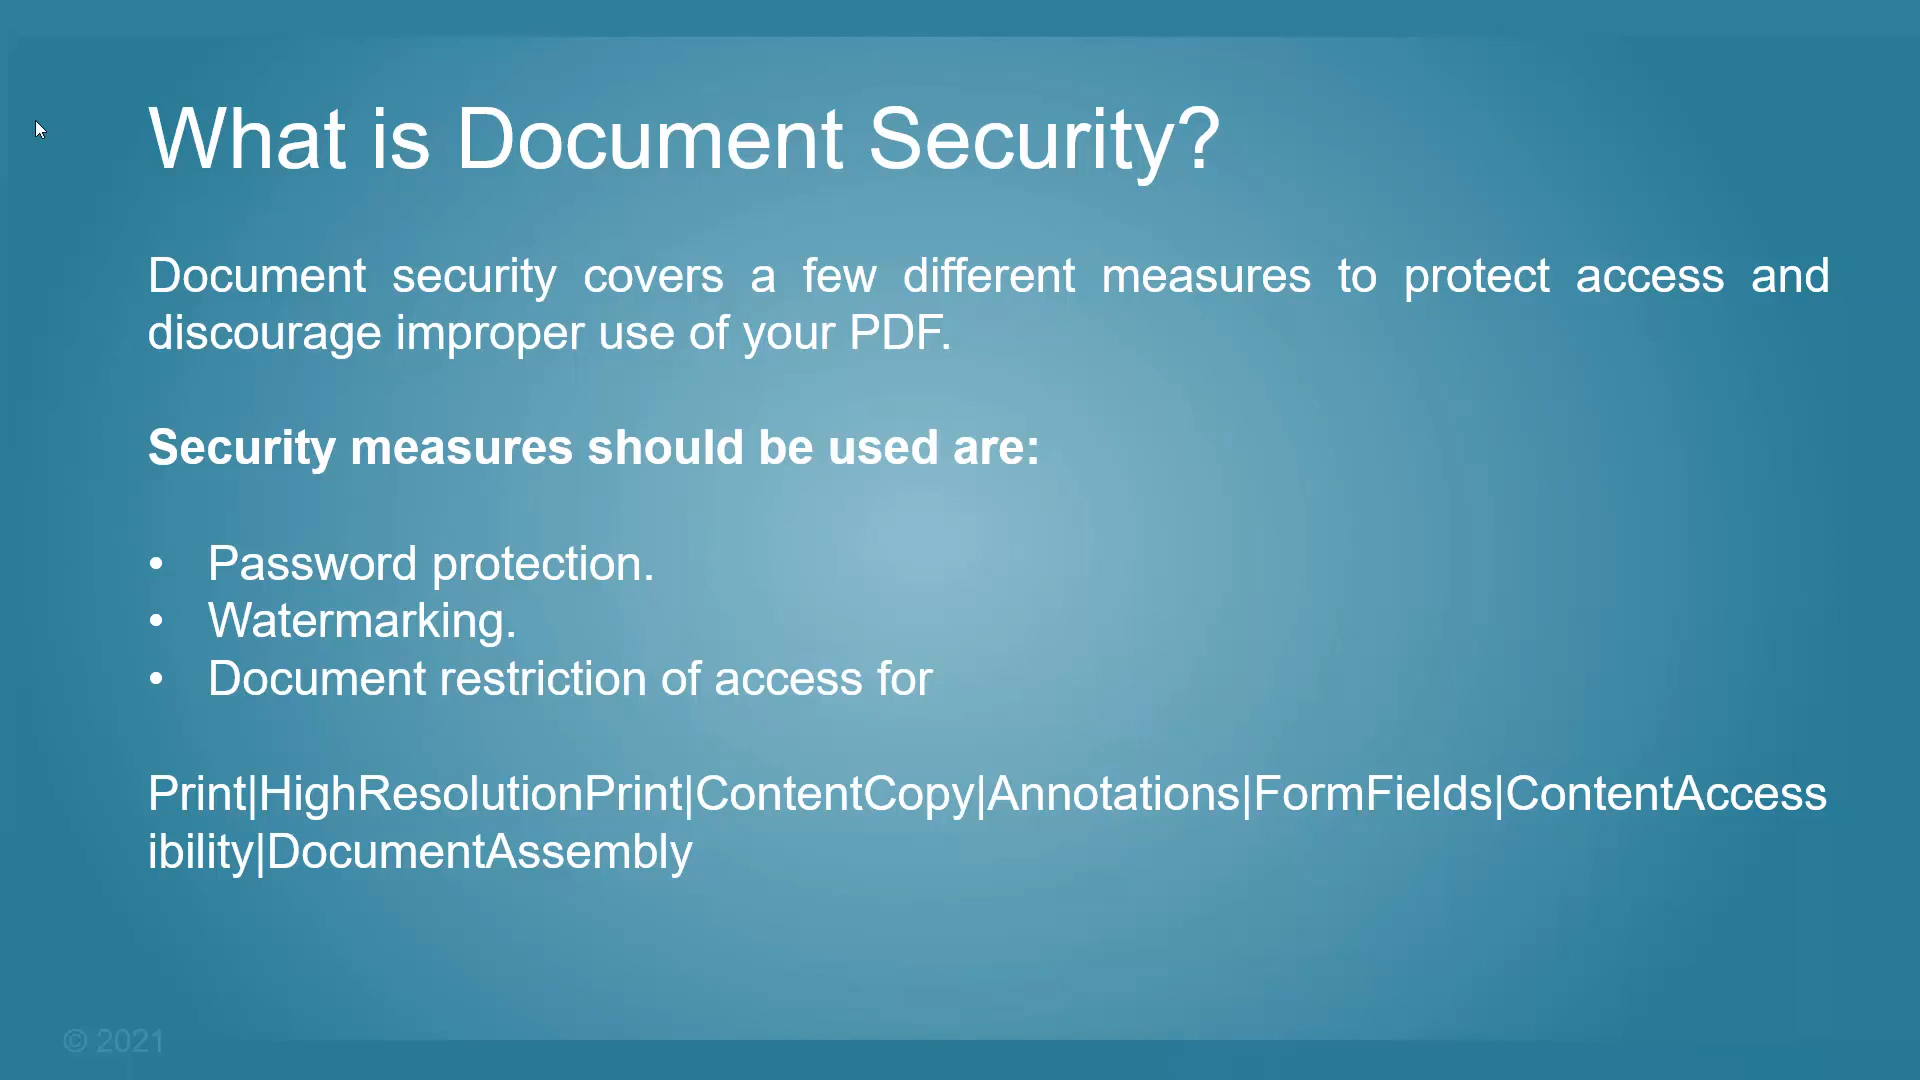 What is Document Security?
Document security covers a few different measures to protect access and
discourage improper use of your PDF.
Security measures should be used are:
• Password protection.
• Watermarking.
• Document restriction of access for
Print|HighResolutionPrint|ContentCopy|Annotations|FormFields|ContentAccess
ibility|DocumentAssembly
© 2021